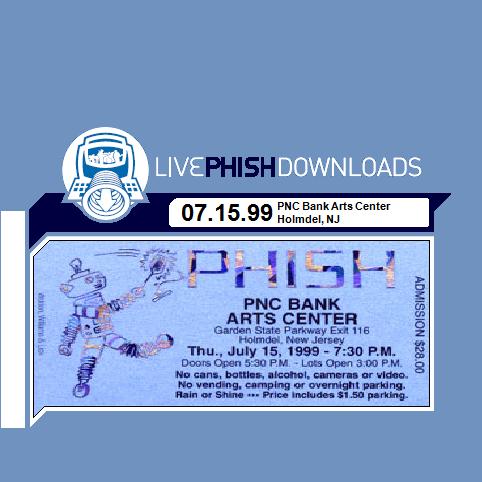 LIVEPHISHDOWNLOADS
07.15.99 PNC Bank Arts Center
Holmdel, NJ
PHISH
PNC BANK
ARTS CENTER
Garden State Parkway Exit 116
Holmdel, New Jersey
Thu., July 15, 1999 - 7:30 P.M.
Doors Open 5:30 P.M. - Lots Open 3:00 P.M.
No cans, bottles, alcohol, cameras or video.
No vending, camping or overnight parking.
Rain or Shine ••• Price includes $1.50 parking.
ADMISSION $28.00